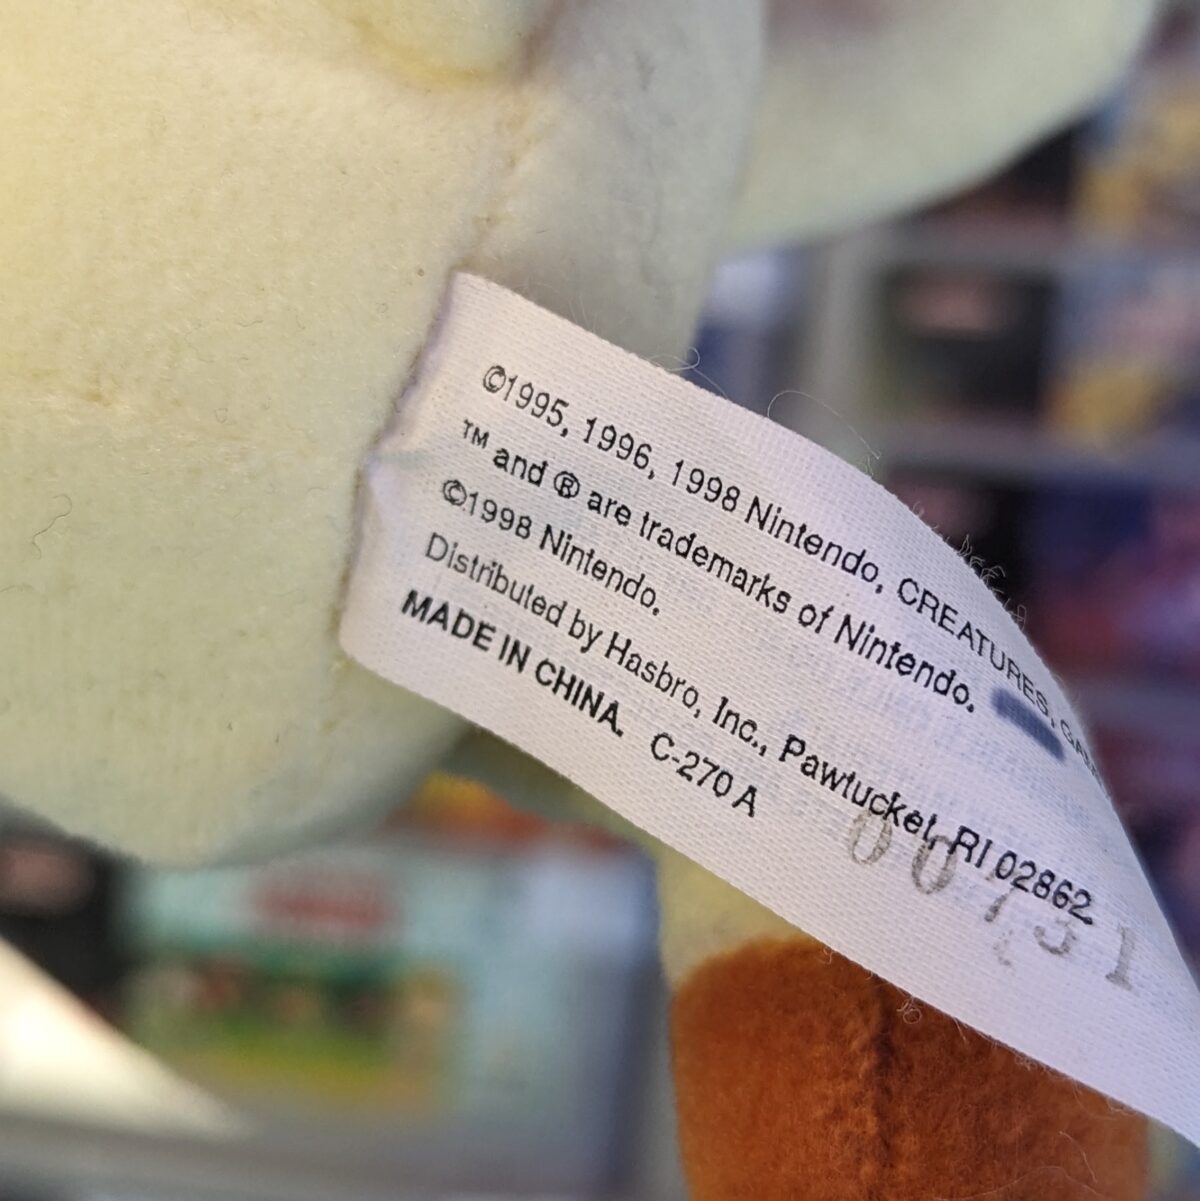 ©1995, 1996, 1998 Nintendo, CREATURES,
™ and ® are trademarks of Nintendo.
©1998 Nintendo.
Distributed by Hasbro, Inc., Pawtucket, RI 02862.
MADE IN CHINA. C-270 A
00731